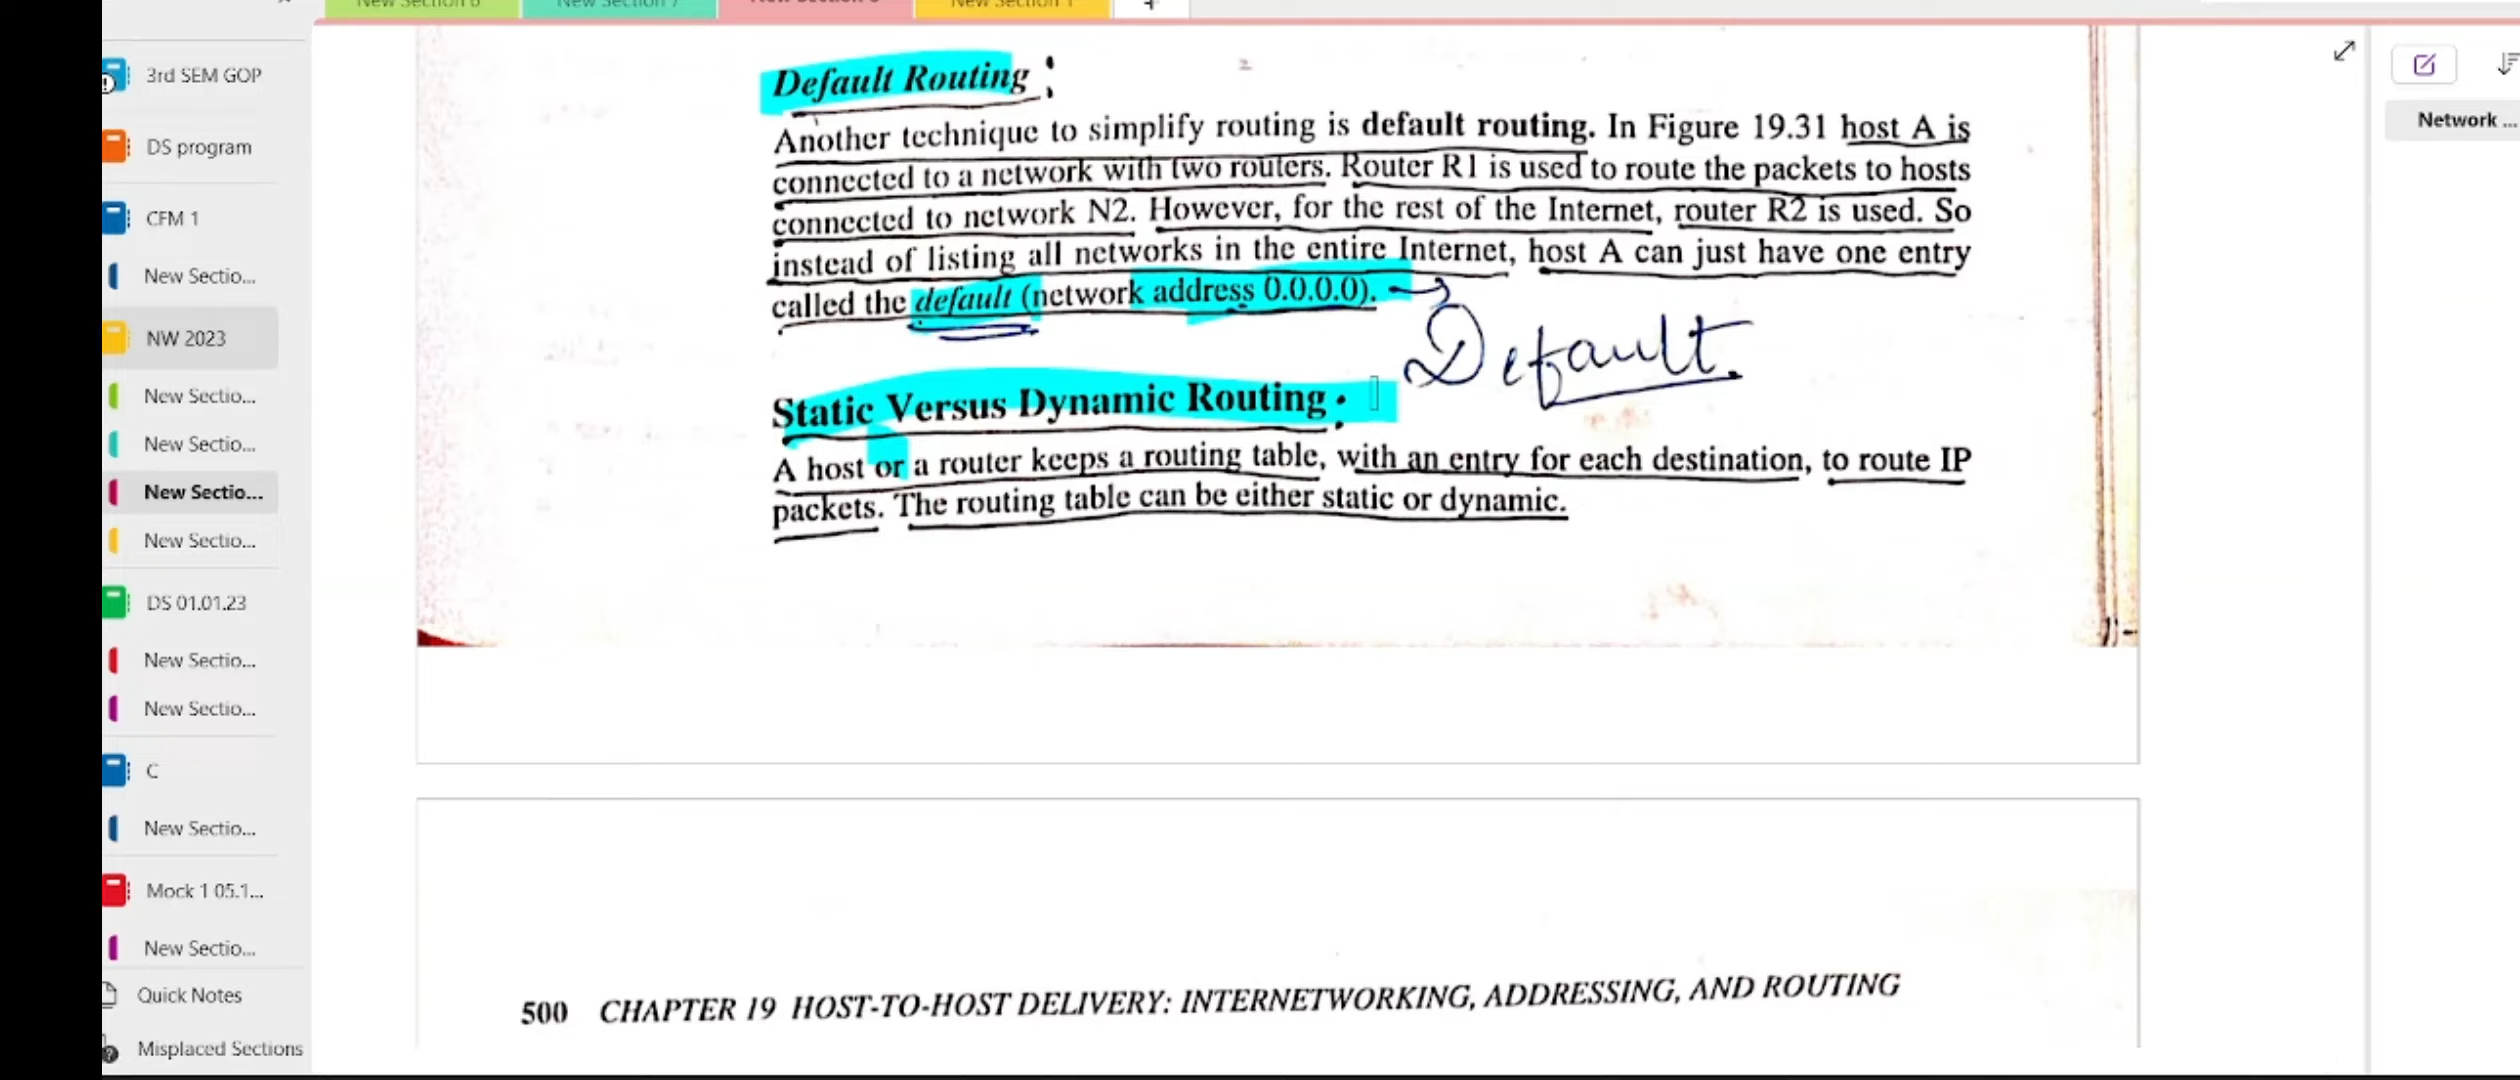 3rd SEM GOP
DS program
CFM 1
New Sectio...
NW 2023
New Sectio...
New Sectio...
New Sectio...
New Sectio...
DS 01.01.23
New Sectio...
New Sectio...
C
New Sectio...
Mock 1 05.1...
New Sectio...
Quick Notes
Misplaced Sections
Default Routing :
Another technique to simplify routing is default routing. In Figure 19.31 host A is
connected to a network with two routers. Router R1 is used to route the packets to hosts
connected to network N2. However, for the rest of the Internet, router R2 is used. So
instead of listing all networks in the entire Internet, host A can just have one entry
called the default (network address 0.0.0.0).
Default.
Static Versus Dynamic Routing :
A host or a router keeps a routing table, with an entry for each destination, to route IP
packets. The routing table can be either static or dynamic.
500 CHAPTER 19 HOST-TO-HOST DELIVERY: INTERNETWORKING, ADDRESSING, AND ROUTING
Network ...